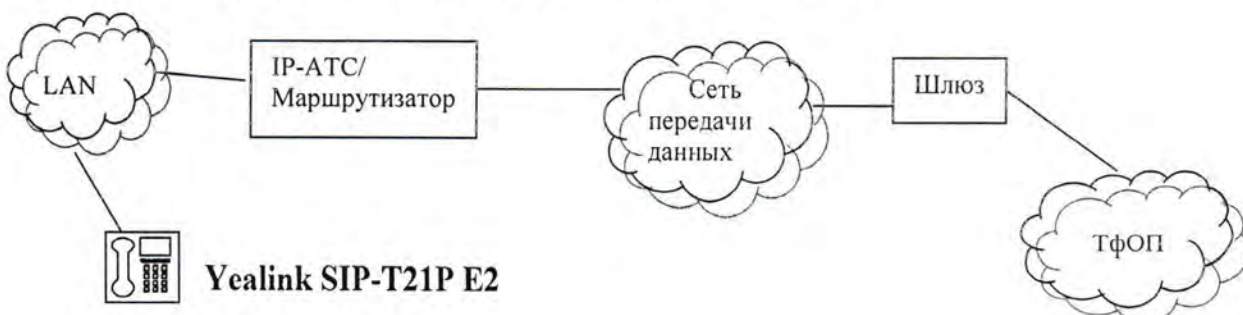 LAN
IP-АТС/
Маршрутизатор
Сеть
передачи
данных
Шлюз
ТфОП
Yealink SIP-T21P E2